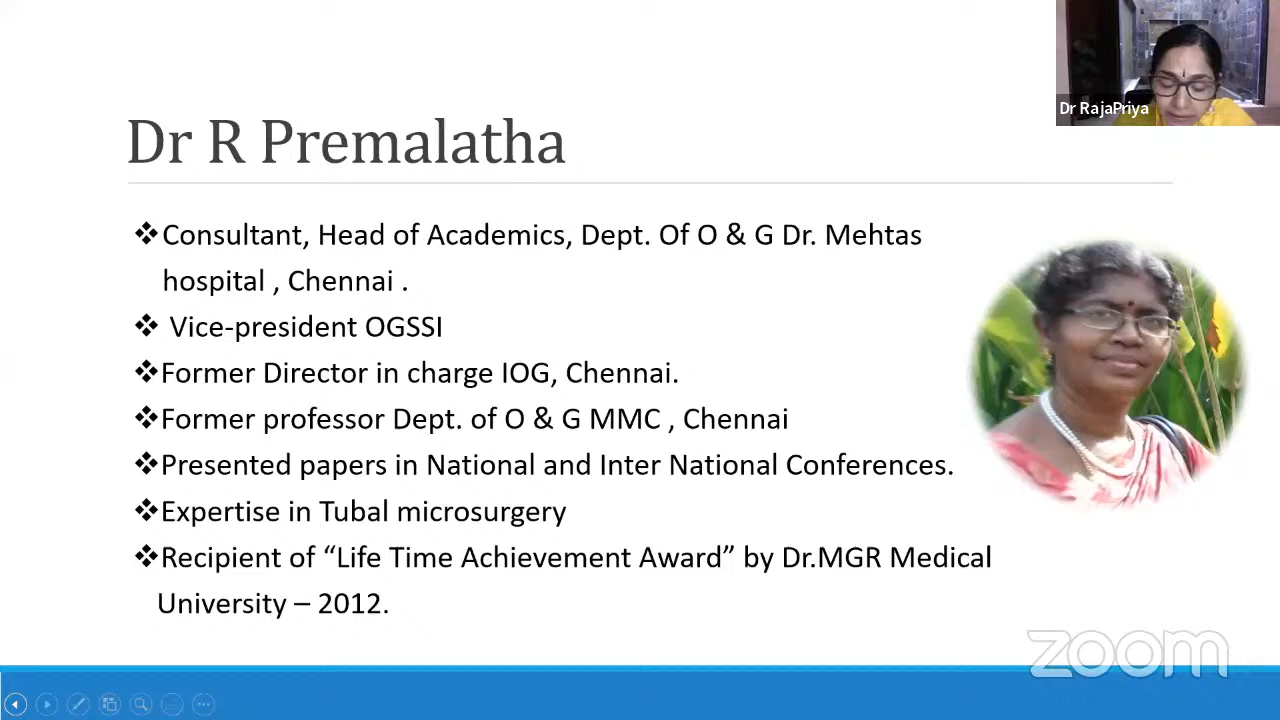 Dr RajaPriya
Dr R Premalatha
❖Consultant, Head of Academics, Dept. Of O & G Dr. Mehtas
hospital , Chennai .
❖ Vice-president OGSSI
❖Former Director in charge IOG, Chennai.
❖Former professor Dept. of O & G MMC , Chennai
❖Presented papers in National and Inter National Conferences.
❖Expertise in Tubal microsurgery
❖Recipient of “Life Time Achievement Award” by Dr.MGR Medical
University – 2012.
zoom